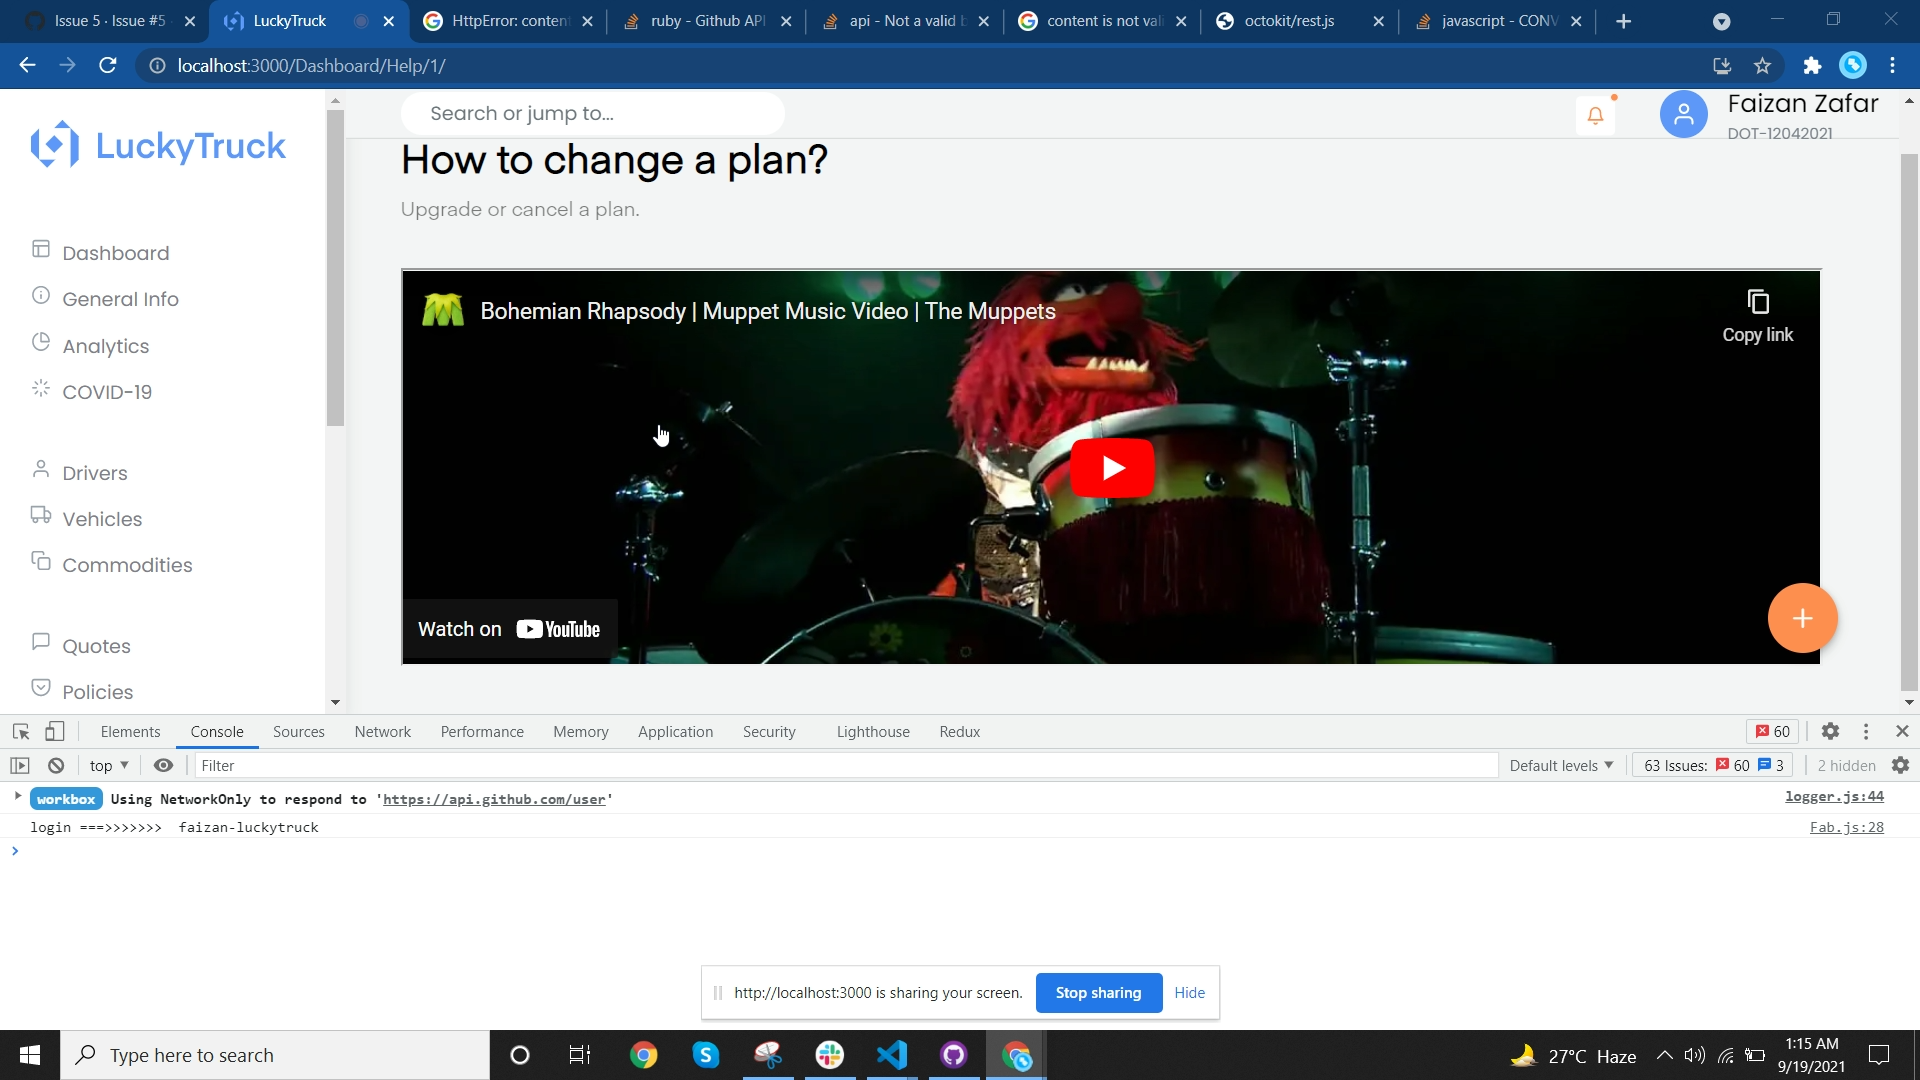 Issue 5 · Issue #5
LuckyTruck
HttpError: content
ruby - Github API
api - Not a valid b
content is not vali
octokit/rest.js
javascript - CONV
localhost:3000/Dashboard/Help/1/
LuckyTruck
Search or jump to...
Faizan Zafar
DOT-12042021
How to change a plan?
Upgrade or cancel a plan.
Dashboard
General Info
Analytics
COVID-19
Drivers
Vehicles
Commodities
Quotes
Policies
Bohemian Rhapsody | Muppet Music Video | The Muppets
Copy link
Watch on YouTube
Elements Console Sources Network Performance Memory Application Security Lighthouse Redux
60
top
Filter
Default levels
63 Issues: 60 3
2 hidden
workbox Using NetworkOnly to respond to 'https://api.github.com/user'
logger.js:44
login ===>>>>>>> faizan-luckytruck
Fab.js:28
http://localhost:3000 is sharing your screen.
Stop sharing
Hide
Type here to search
27°C Haze
1:15 AM
9/19/2021